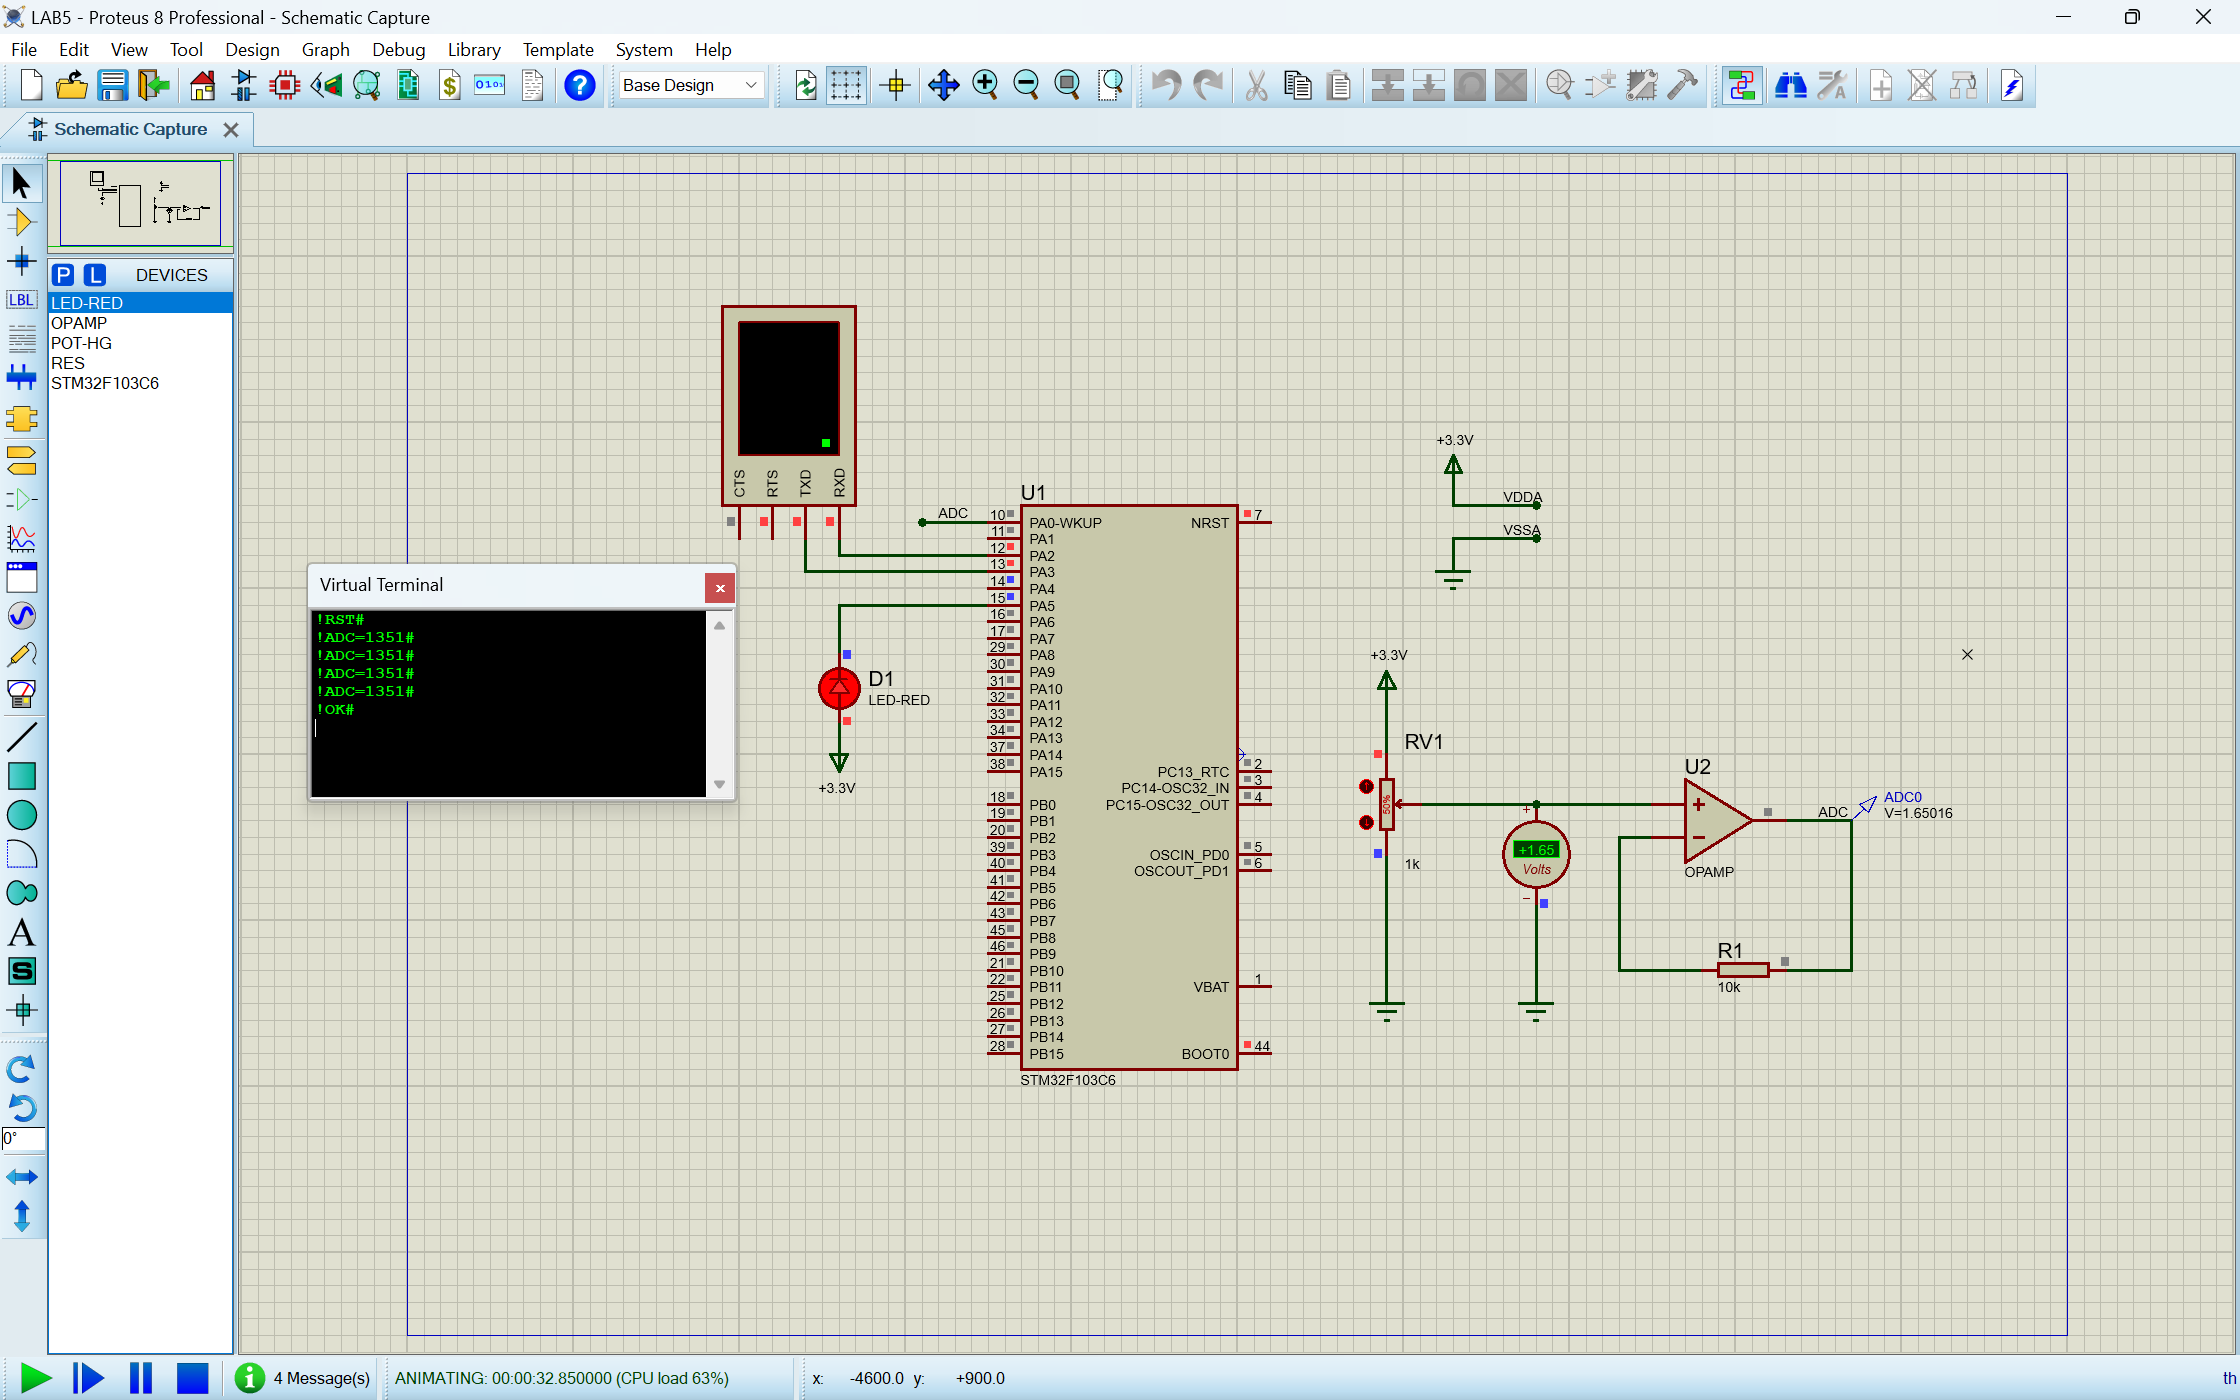 LAB5 - Proteus 8 Professional - Schematic Capture
File Edit View Tool Design Graph Debug Library Template System Help
Base Design
Schematic Capture
P L DEVICES
LED-RED
OPAMP
POT-HG
RES
STM32F103C6
LBL
A
S
0°
CTS
RTS
TXD
RXD
Virtual Terminal
!RST#
!ADC=1351#
!ADC=1351#
!ADC=1351#
!ADC=1351#
!OK#
D1
LED-RED
+3.3V
U1
ADC
10 PA0-WKUP
11 PA1
12 PA2
13 PA3
14 PA4
15 PA5
16 PA6
17 PA7
29 PA8
30 PA9
31 PA10
32 PA11
33 PA12
34 PA13
37 PA14
38 PA15
18 PB0
19 PB1
20 PB2
39 PB3
40 PB4
41 PB5
42 PB6
43 PB7
45 PB8
46 PB9
21 PB10
22 PB11
25 PB12
26 PB13
27 PB14
28 PB15
NRST 7
PC13_RTC 2
PC14-OSC32_IN 3
PC15-OSC32_OUT 4
OSCIN_PD0 5
OSCOUT_PD1 6
VBAT 1
BOOT0 44
STM32F103C6
+3.3V
VDDA
VSSA
+3.3V
RV1
50%
1k
+1.65
Volts
U2
OPAMP
ADC
ADC0
V=1.65016
R1
10k
4 Message(s) ANIMATING: 00:00:32.850000 (CPU load 63%) x: -4600.0 y: +900.0 th